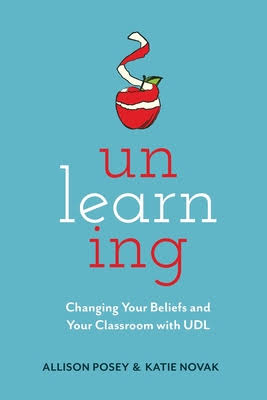 un
learn
ing
Changing Your Beliefs and
Your Classroom with UDL
ALLISON POSEY & KATIE NOVAK